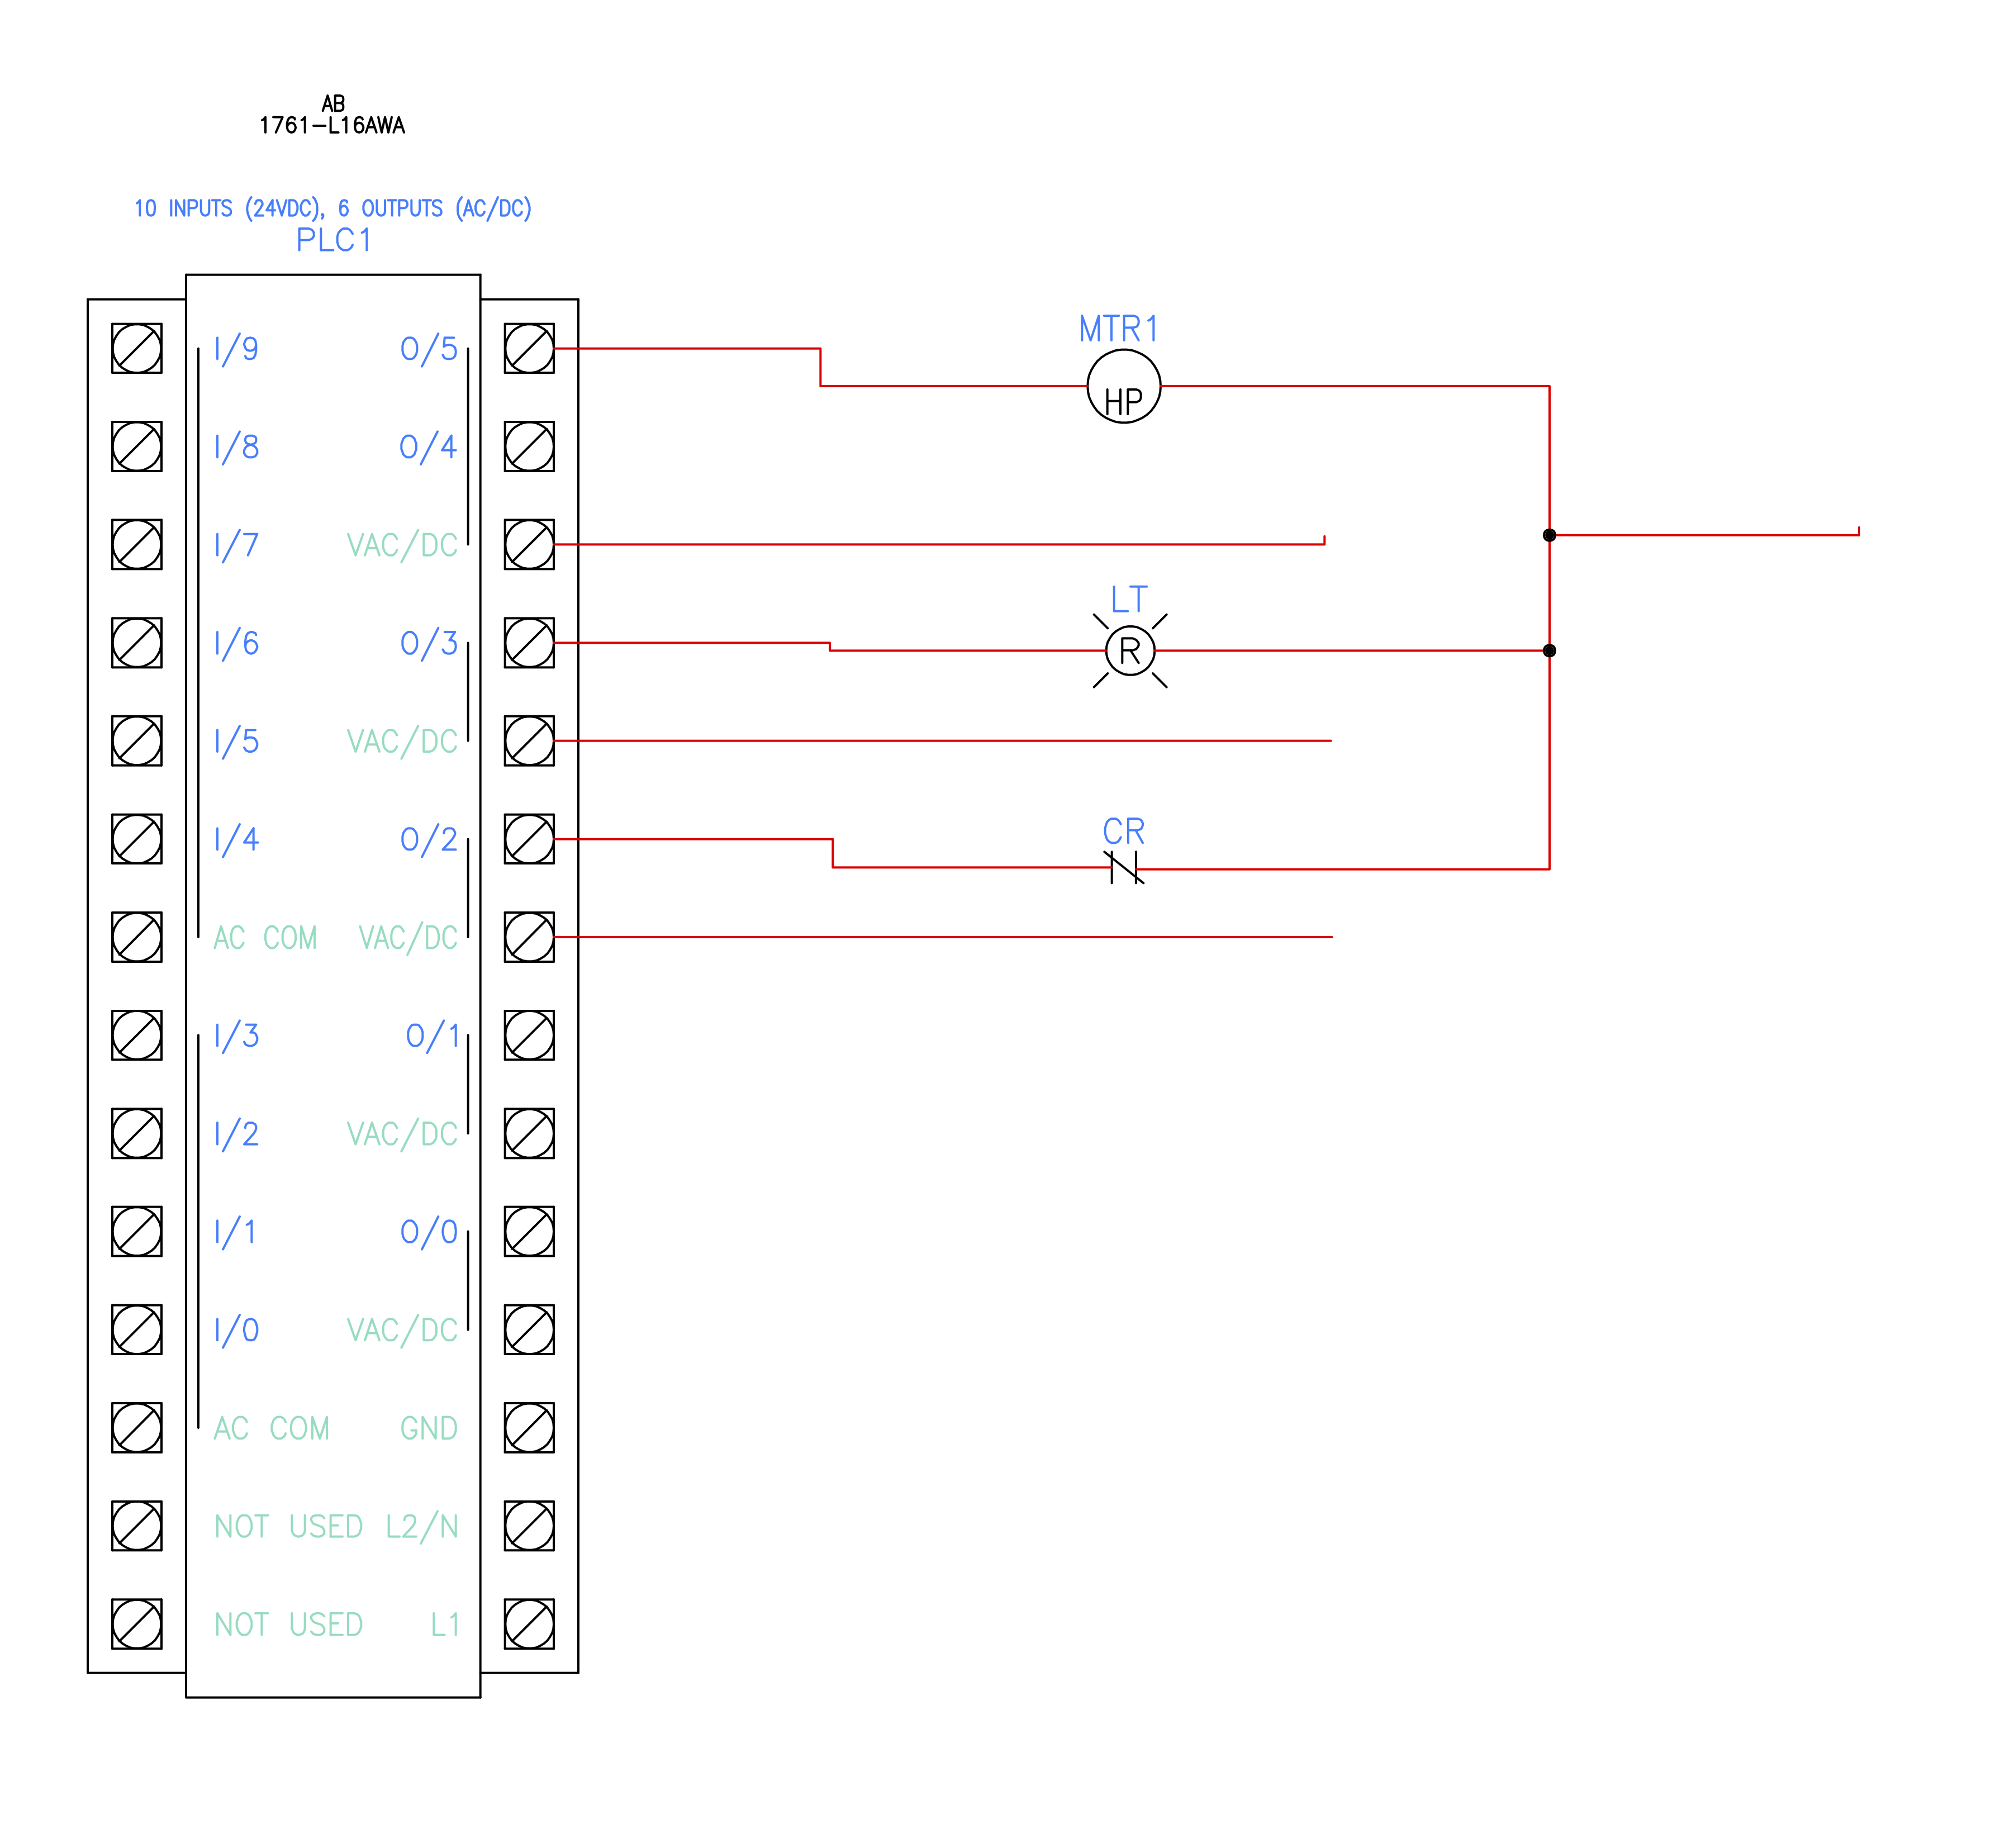 AB
1761-L16AWA
10 INPUTS (24VDC), 6 OUTPUTS (AC/DC)
PLC1
MTR1
HP
I/9 O/5
I/8 O/4
I/7 VAC/DC
LT
R
I/6 O/3
I/5 VAC/DC
CR
I/4 O/2
AC COM VAC/DC
I/3 O/1
I/2 VAC/DC
I/1 O/0
I/0 VAC/DC
AC COM GND
NOT USED L2/N
NOT USED L1